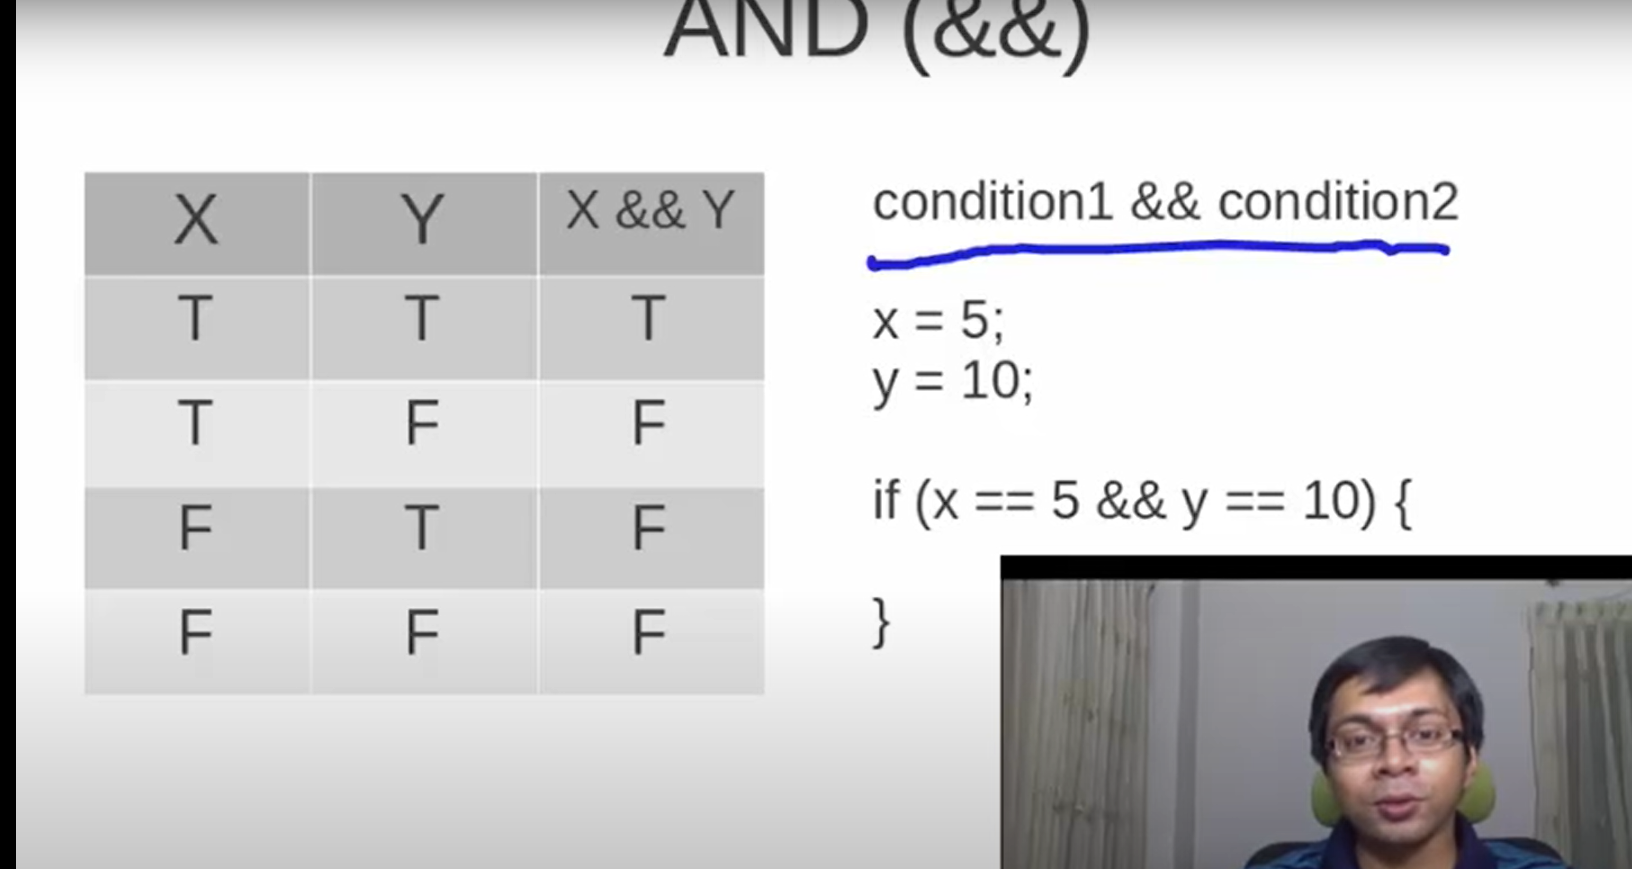 AND (&&)
X Y X && Y
T T T
T F F
F T F
F F F
condition1 && condition2
x = 5;
y = 10;
if (x == 5 && y == 10) {
}